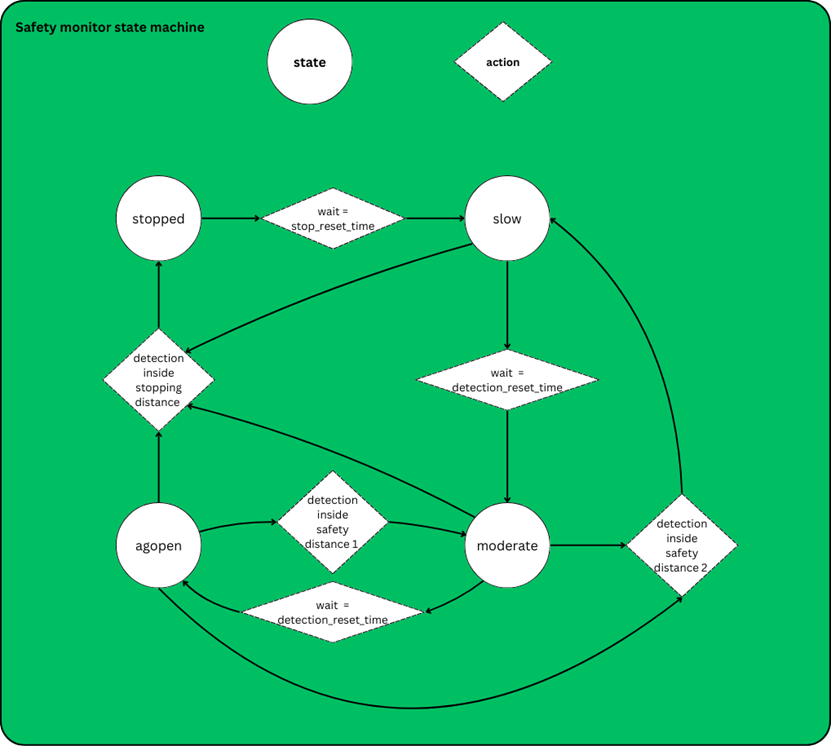 Safety monitor state machine
state
action
stopped
wait =
stop_reset_time
slow
detection
inside
stopping
distance
wait =
detection_reset_time
agopen
detection
inside
safety
distance 1
moderate
detection
inside
safety
distance 2
wait =
detection_reset_time